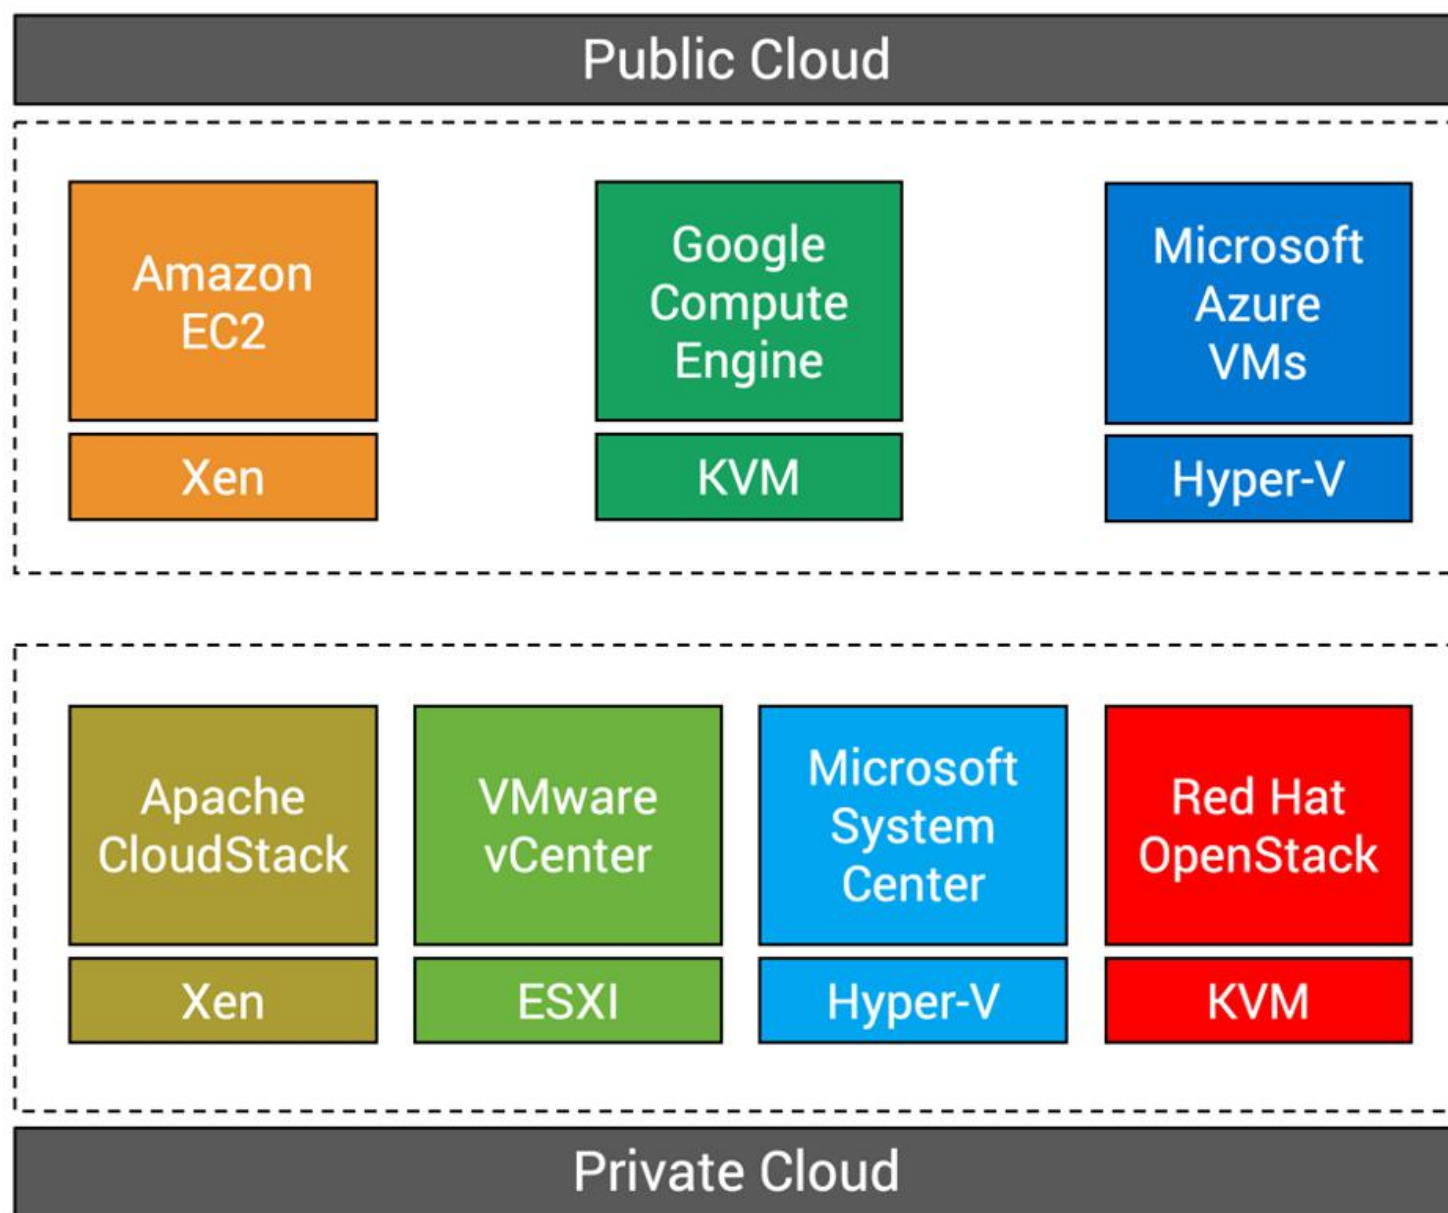 Public Cloud
Amazon
EC2
Xen
Google
Compute
Engine
KVM
Microsoft
Azure
VMs
Hyper-V
Apache
CloudStack
Xen
VMware
vCenter
ESXI
Microsoft
System
Center
Hyper-V
Red Hat
OpenStack
KVM
Private Cloud